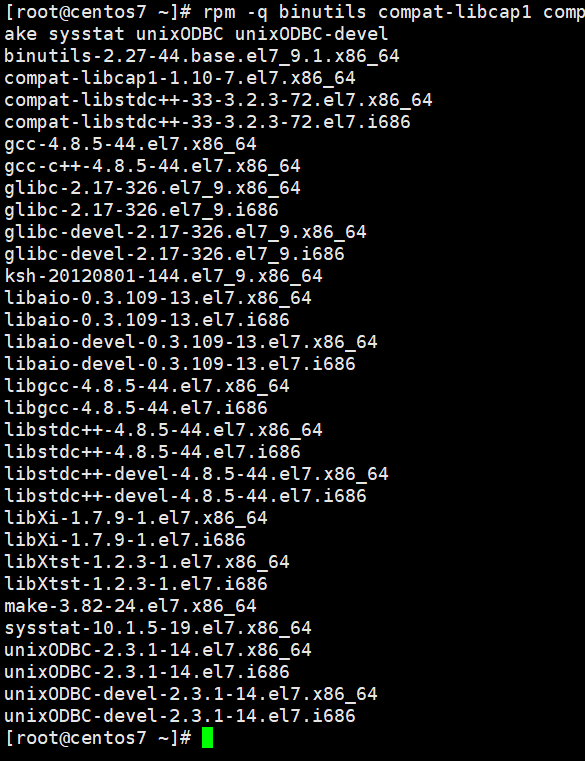 [root@centos7 ~]# rpm -q binutils compat-libcap1 comp
ake sysstat unixODBC unixODBC-devel
binutils-2.27-44.base.el7_9.1.x86_64
compat-libcap1-1.10-7.el7.x86_64
compat-libstdc++-33-3.2.3-72.el7.x86_64
compat-libstdc++-33-3.2.3-72.el7.i686
gcc-4.8.5-44.el7.x86_64
gcc-c++-4.8.5-44.el7.x86_64
glibc-2.17-326.el7_9.x86_64
glibc-2.17-326.el7_9.i686
glibc-devel-2.17-326.el7_9.x86_64
glibc-devel-2.17-326.el7_9.i686
ksh-20120801-144.el7_9.x86_64
libaio-0.3.109-13.el7.x86_64
libaio-0.3.109-13.el7.i686
libaio-devel-0.3.109-13.el7.x86_64
libaio-devel-0.3.109-13.el7.i686
libgcc-4.8.5-44.el7.x86_64
libgcc-4.8.5-44.el7.i686
libstdc++-4.8.5-44.el7.x86_64
libstdc++-4.8.5-44.el7.i686
libstdc++-devel-4.8.5-44.el7.x86_64
libstdc++-devel-4.8.5-44.el7.i686
libXi-1.7.9-1.el7.x86_64
libXi-1.7.9-1.el7.i686
libXtst-1.2.3-1.el7.x86_64
libXtst-1.2.3-1.el7.i686
make-3.82-24.el7.x86_64
sysstat-10.1.5-19.el7.x86_64
unixODBC-2.3.1-14.el7.x86_64
unixODBC-2.3.1-14.el7.i686
unixODBC-devel-2.3.1-14.el7.x86_64
unixODBC-devel-2.3.1-14.el7.i686
[root@centos7 ~]#